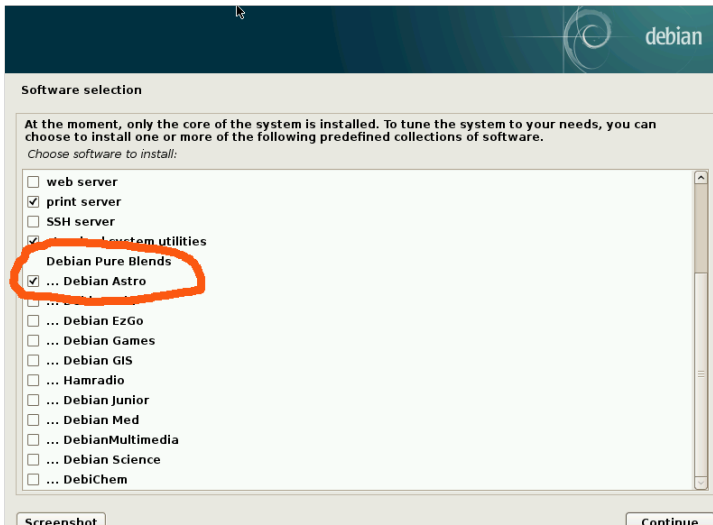 debian
Software selection
At the moment, only the core of the system is installed. To tune the system to your needs, you can
choose to install one or more of the following predefined collections of software.
Choose software to install:
web server
print server
SSH server
system utilities
Debian Pure Blends
... Debian Astro
...
... Debian EzGo
... Debian Games
... Debian GIS
... Hamradio
... Debian Junior
... Debian Med
... DebianMultimedia
... Debian Science
... DebiChem
Screenshot
Continue